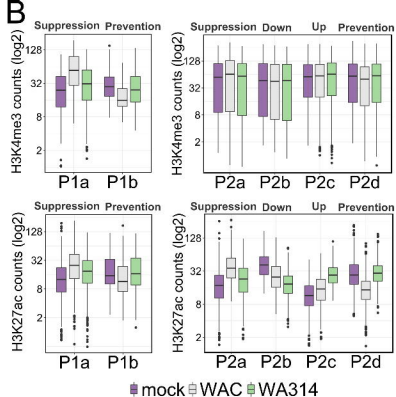 B
Suppression Prevention
H3K4me3 counts (log2)
128
32
8
2
P1a P1b
Suppression Down Up Prevention
H3K4me3 counts (log2)
128
32
8
2
P2a P2b P2c P2d
Suppression Prevention
H3K27ac counts (log2)
128
32
8
2
P1a P1b
Suppression Down Up Prevention
H3K27ac counts (log2)
128
32
8
2
P2a P2b P2c P2d
mock WAC WA314